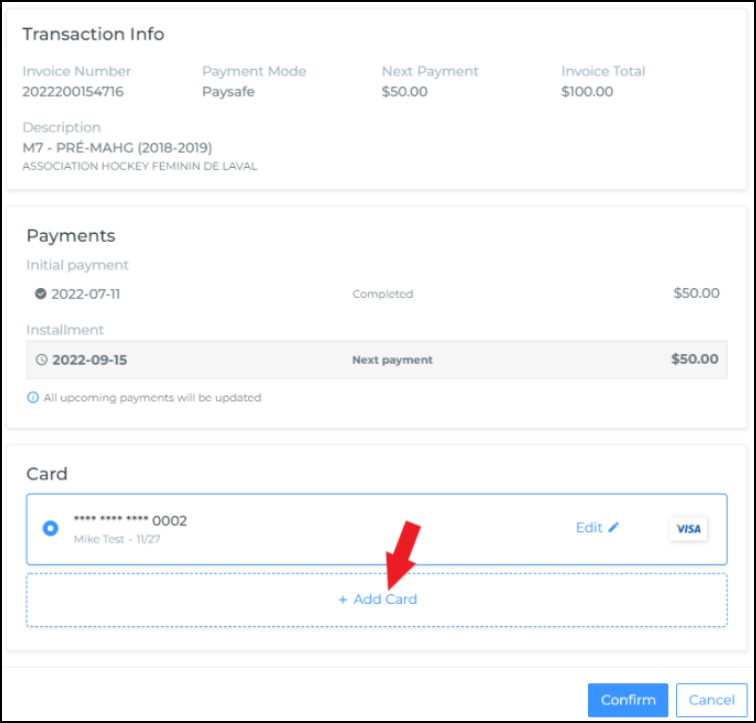 Transaction Info
Invoice Number Payment Mode Next Payment Invoice Total
2022200154716 Paysafe $50.00 $100.00
Description
M7 - PRÉ-MAHG (2018-2019)
ASSOCIATION HOCKEY FEMININ DE LAVAL
Payments
Initial payment
2022-07-11 Completed $50.00
Installment
2022-09-15 Next payment $50.00
All upcoming payments will be updated
Card
**** **** **** 0002
Edit VISA
Mike Test - 11/27
+ Add Card
Confirm Cancel